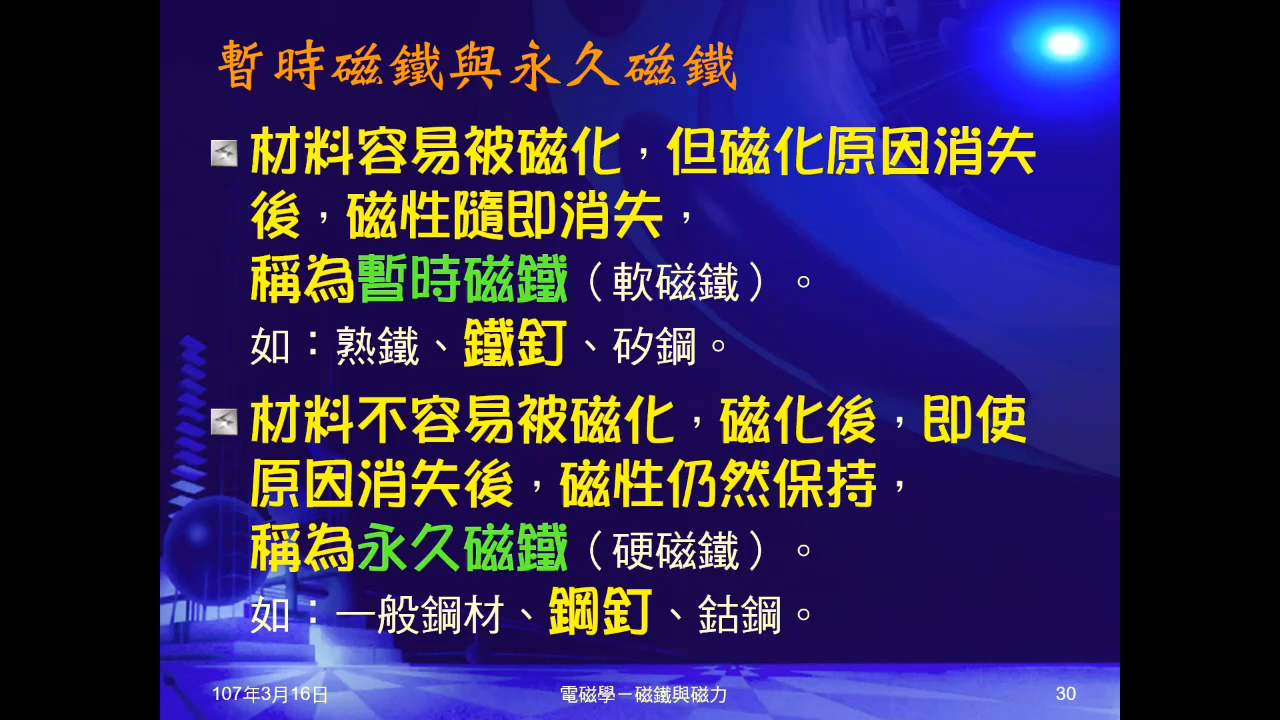 暫時磁鐵與永久磁鐵
材料容易被磁化，但磁化原因消失
後，磁性隨即消失，
稱為暫時磁鐵（軟磁鐵）。
如：熟鐵、鐵釘、矽鋼。
材料不容易被磁化，磁化後，即使
原因消失後，磁性仍然保持，
稱為永久磁鐵（硬磁鐵）。
如：一般鋼材、鋼釘、鈷鋼。
107年3月16日
電磁學－磁鐵與磁力
30